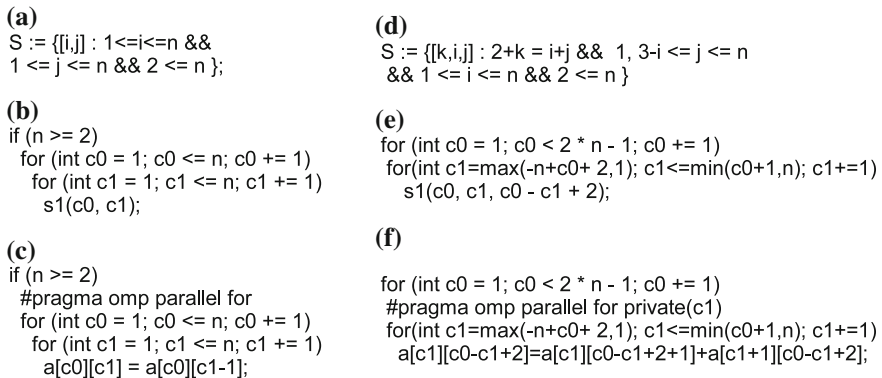 (a)
S := {[i,j] : 1<=i<=n &&
1 <= j <= n && 2 <= n };
(b)
if (n >= 2)
for (int c0 = 1; c0 <= n; c0 += 1)
for (int c1 = 1; c1 <= n; c1 += 1)
s1(c0, c1);
(c)
if (n >= 2)
#pragma omp parallel for
for (int c0 = 1; c0 <= n; c0 += 1)
for (int c1 = 1; c1 <= n; c1 += 1)
a[c0][c1] = a[c0][c1-1];
(d)
S := {[k,i,j] : 2+k = i+j && 1, 3-i <= j <= n
&& 1 <= i <= n && 2 <= n }
(e)
for (int c0 = 1; c0 < 2 * n - 1; c0 += 1)
for(int c1=max(-n+c0+ 2,1); c1<=min(c0+1,n); c1+=1)
s1(c0, c1, c0 - c1 + 2);
(f)
for (int c0 = 1; c0 < 2 * n - 1; c0 += 1)
#pragma omp parallel for private(c1)
for(int c1=max(-n+c0+ 2,1); c1<=min(c0+1,n); c1+=1)
a[c1][c0-c1+2]=a[c1][c0-c1+2+1]+a[c1+1][c0-c1+2];